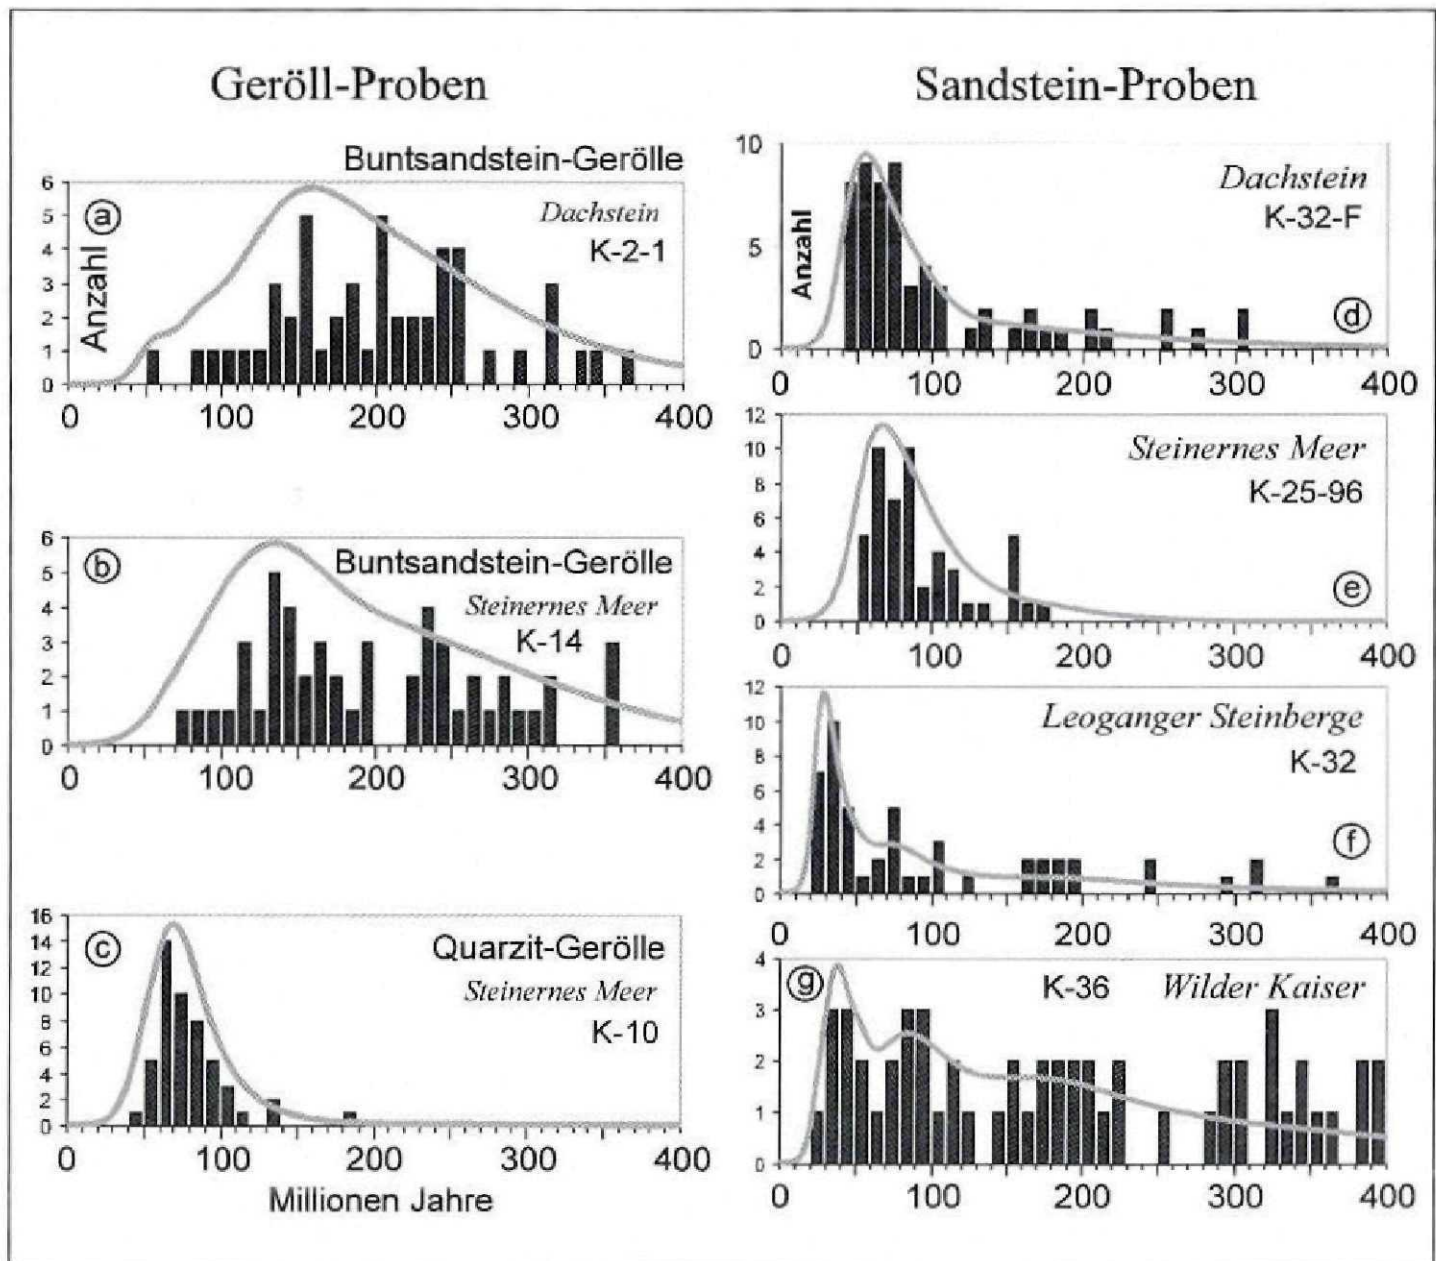 Geröll-Proben
Buntsandstein-Gerölle
6
5
4
3
2
1
0
Anzahl
a
Dachstein
K-2-1
0 100 200 300 400
6
5
4
3
2
1
0
b
Buntsandstein-Gerölle
Steinernes Meer
K-14
0 100 200 300 400
16
14
12
10
8
6
4
2
0
c
Quarzit-Gerölle
Steinernes Meer
K-10
0 100 200 300 400
Millionen Jahre
Sandstein-Proben
10
5
0
Anzahl
Dachstein
K-32-F
d
0 100 200 300 400
12
10
8
6
4
2
0
Steinernes Meer
K-25-96
e
0 100 200 300 400
12
10
8
6
4
2
0
Leoganger Steinberge
K-32
f
0 100 200 300 400
4
3
2
1
0
g
K-36 Wilder Kaiser
0 100 200 300 400